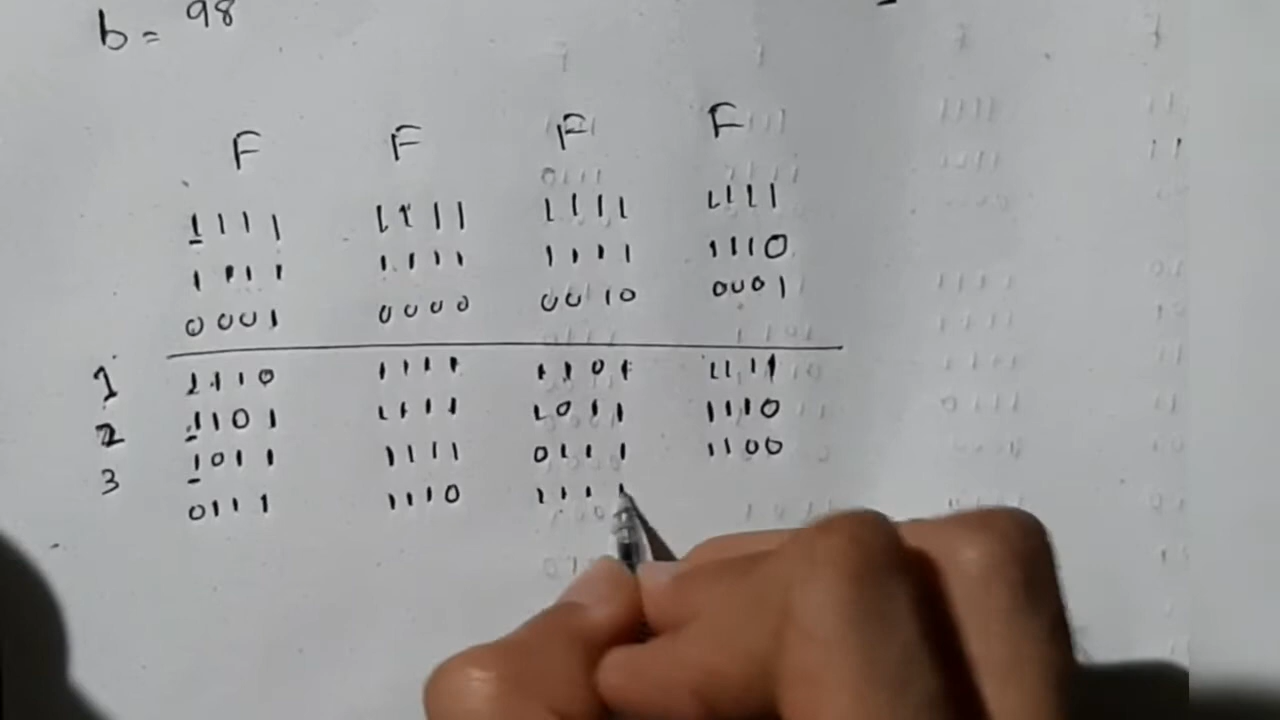 b = 98
F F F F
1111 1111 1111 1111
1111 1111 1111 1110
0001 0000 0010 0001
1 1110 1111 1101 1111
2 1101 1111 1011 1110
3 1011 1111 0111 1100
0111 1110 1111